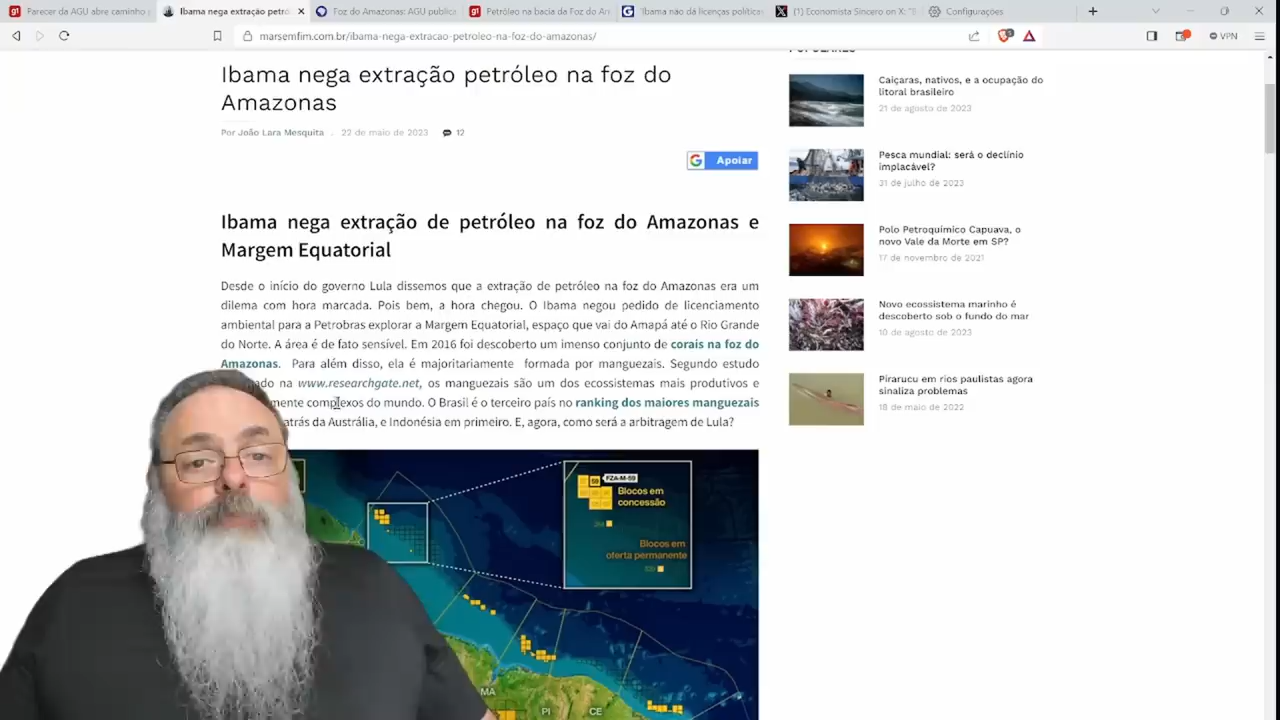 Parecer da AGU abre caminho
Ibama nega extração petró
Foz do Amazonas: AGU publica
Petróleo na bacia da Foz do Am
"Ibama não dá licenças políticas
(1) Economista Sincero on X: "
Configurações
marsemfim.com.br/ibama-nega-extracao-petroleo-na-foz-do-amazonas/
VPN
Ibama nega extração petróleo na foz do
Amazonas
Por João Lara Mesquita . 22 de maio de 2023 12
Apoiar
Ibama nega extração de petróleo na foz do Amazonas e
Margem Equatorial
Desde o início do governo Lula dissemos que a extração de petróleo na foz do Amazonas era um
dilema com hora marcada. Pois bem, a hora chegou. O Ibama negou pedido de licenciamento
ambiental para a Petrobras explorar a Margem Equatorial, espaço que vai do Amapá até o Rio Grande
do Norte. A área é de fato sensível. Em 2016 foi descoberto um imenso conjunto de corais na foz do
Amazonas. Para além disso, ela é majoritariamente formada por manguezais. Segundo estudo
ado na www.researchgate.net, os manguezais são um dos ecossistemas mais produtivos e
mente complexos do mundo. O Brasil é o terceiro país no ranking dos maiores manguezais
atrás da Austrália, e Indonésia em primeiro. E, agora, como será a arbitragem de Lula?
59 FZA-M-59
Blocos em
concessão
Blocos em
oferta permanente
MA
PI
CE
POPULARES
Caiçaras, nativos, e a ocupação do
litoral brasileiro
21 de agosto de 2023
Pesca mundial: será o declínio
implacável?
31 de julho de 2023
Polo Petroquímico Capuava, o
novo Vale da Morte em SP?
17 de novembro de 2021
Novo ecossistema marinho é
descoberto sob o fundo do mar
10 de agosto de 2023
Pirarucu em rios paulistas agora
sinaliza problemas
18 de maio de 2022